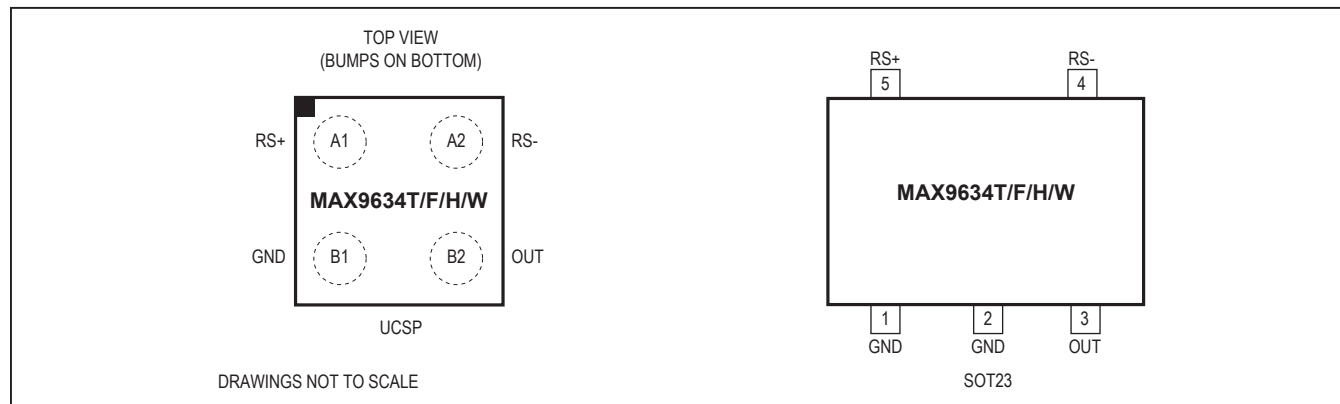 TOP VIEW
(BUMPS ON BOTTOM)
RS+ A1 A2 RS-
MAX9634T/F/H/W
GND B1 B2 OUT
UCSP
DRAWINGS NOT TO SCALE
RS+ RS-
5 4
MAX9634T/F/H/W
1 2 3
GND GND OUT
SOT23